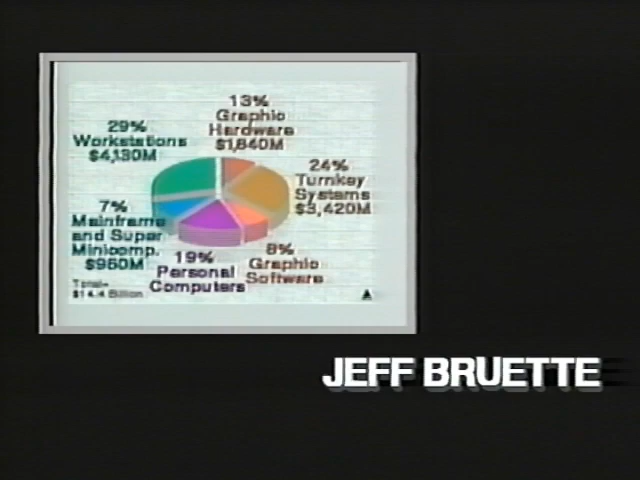 13%
Graphic
Hardware
$1,840M
29%
Workstations
$4,130M
24%
Turnkey
Systems
$3,420M
7%
Mainframe
and Super
Minicomp.
$960M
19%
Personal
Computers
8%
Graphic
Software
Total=
$14.4 Billion
JEFF BRUETTE